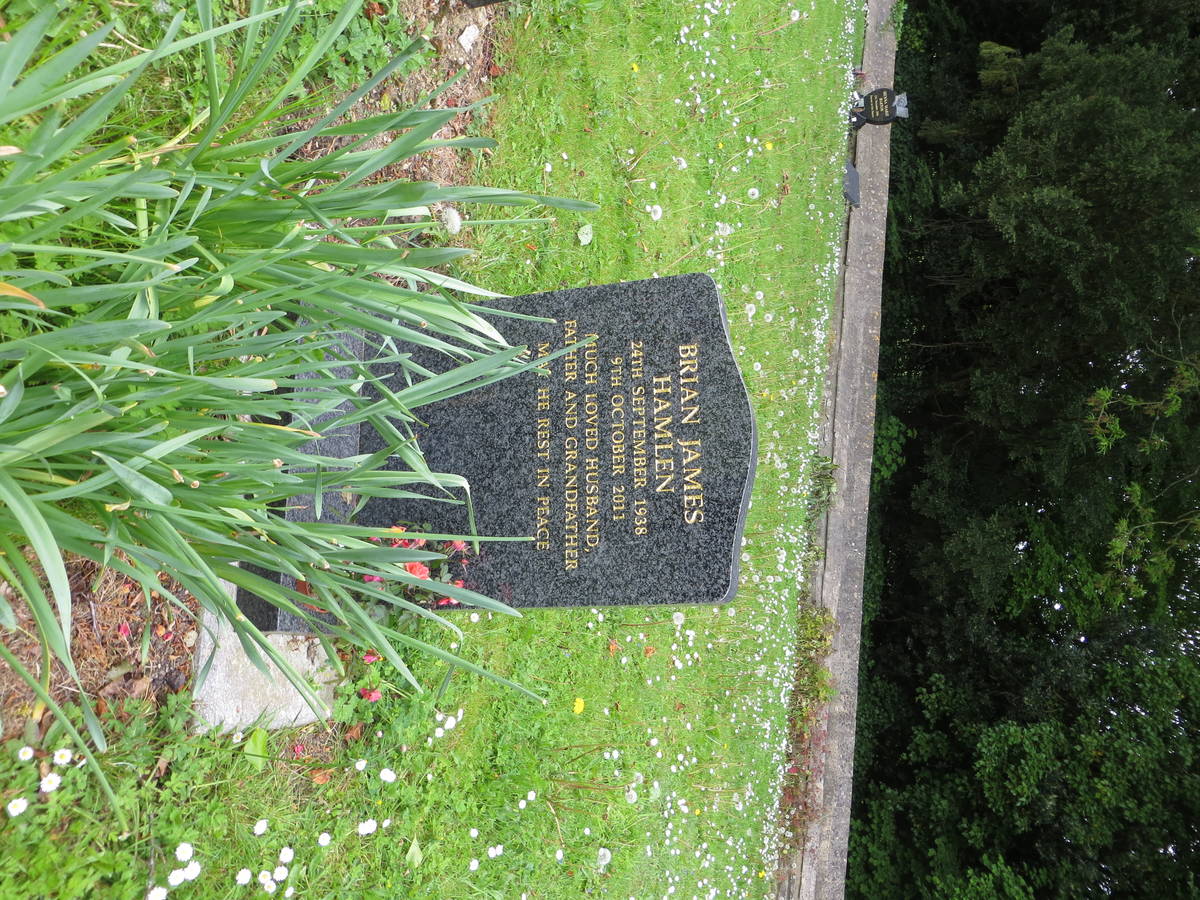 BRIAN JAMES
HAMLEN
24TH SEPTEMBER 1938
9TH OCTOBER 2011
MUCH LOVED HUSBAND,
FATHER AND GRANDFATHER
MAY HE REST IN PEACE